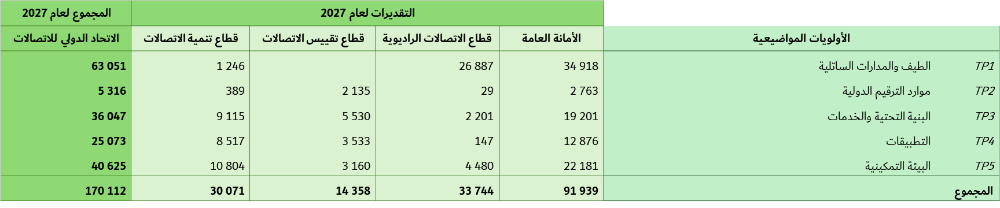 التقديرات لعام 2027 المجموع لعام 2027
الأولويات المواضيعية الأمانة العامة قطاع الاتصالات الراديوية قطاع تقييس الاتصالات قطاع تنمية الاتصالات الاتحاد الدولي للاتصالات
TP1 الطيف والمدارات الساتلية 34 918 26 887 1 246 63 051
TP2 موارد الترقيم الدولية 2 763 29 2 135 389 5 316
TP3 البنية التحتية والخدمات 19 201 2 201 5 530 9 115 36 047
TP4 التطبيقات 12 876 147 3 533 8 517 25 073
TP5 البيئة التمكينية 22 181 4 480 3 160 10 804 40 625
المجموع 91 939 33 744 14 358 30 071 170 112